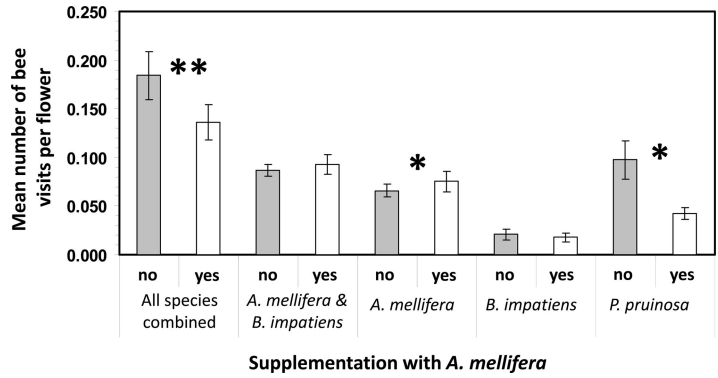 Mean number of bee
visits per flower
0.250
0.200
0.150
0.100
0.050
0.000
** * *
no yes no yes no yes no yes no yes
All species
combined
A. mellifera &
B. impatiens
A. mellifera
B. impatiens
P. pruinosa
Supplementation with A. mellifera